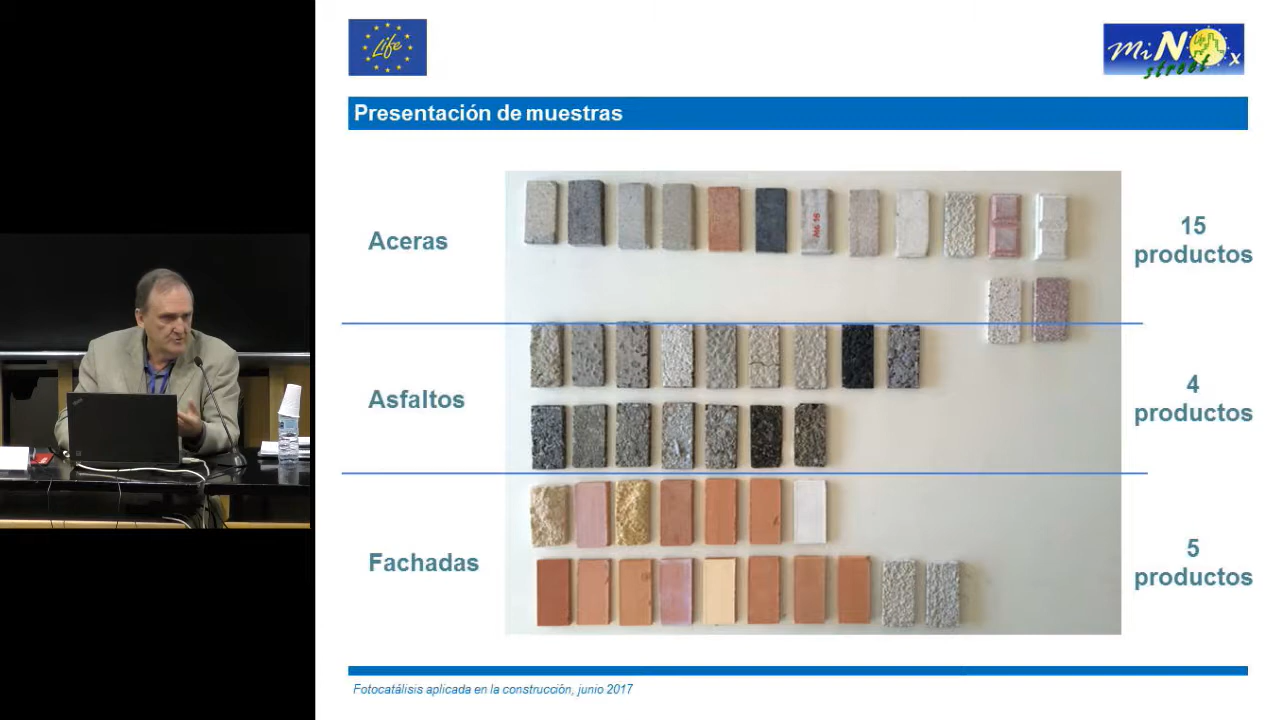 Life
MiNOx
street
Presentación de muestras
Aceras
15
productos
Asfaltos
4
productos
Fachadas
5
productos
Fotocatálisis aplicada en la construcción, junio 2017